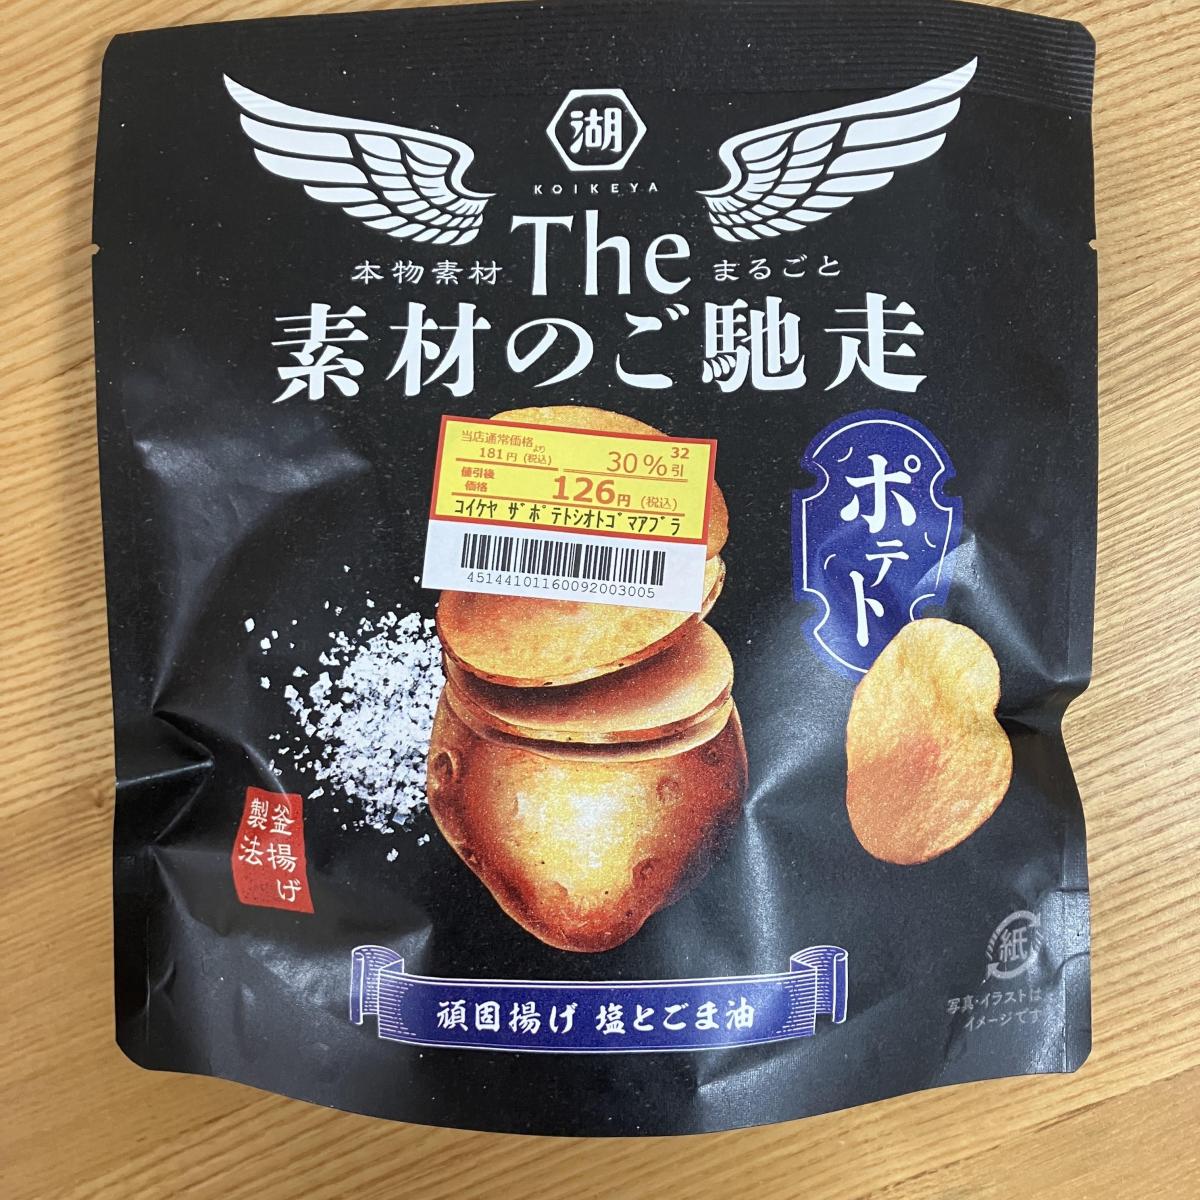 湖
KOIKEYA
本物素材 The まるごと
素材のご馳走
当店通常価格より
181円(税込)
30%引
32
値引後
価格
126円(税込)
コイケヤ ザポテトシオトゴマアブラ
45144101160092003005
ポテト
釜揚げ
製法
頑固揚げ 塩とごま油
紙
写真・イラストは
イメージです